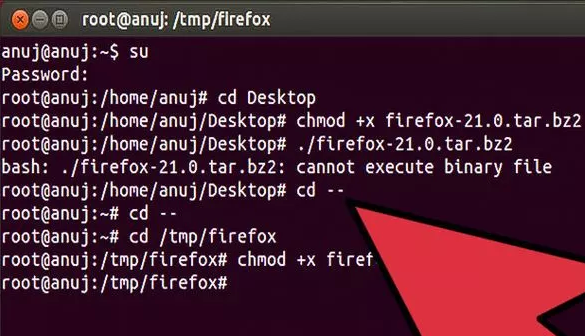 root@anuj: /tmp/firefox
anuj@anuj:~$ su
Password:
root@anuj:/home/anuj# cd Desktop
root@anuj:/home/anuj/Desktop# chmod +x firefox-21.0.tar.bz2
root@anuj:/home/anuj/Desktop# ./firefox-21.0.tar.bz2
bash: ./firefox-21.0.tar.bz2: cannot execute binary file
root@anuj:/home/anuj/Desktop# cd --
root@anuj:~# cd --
root@anuj:~# cd /tmp/firefox
root@anuj:/tmp/firefox# chmod +x firef
root@anuj:/tmp/firefox#